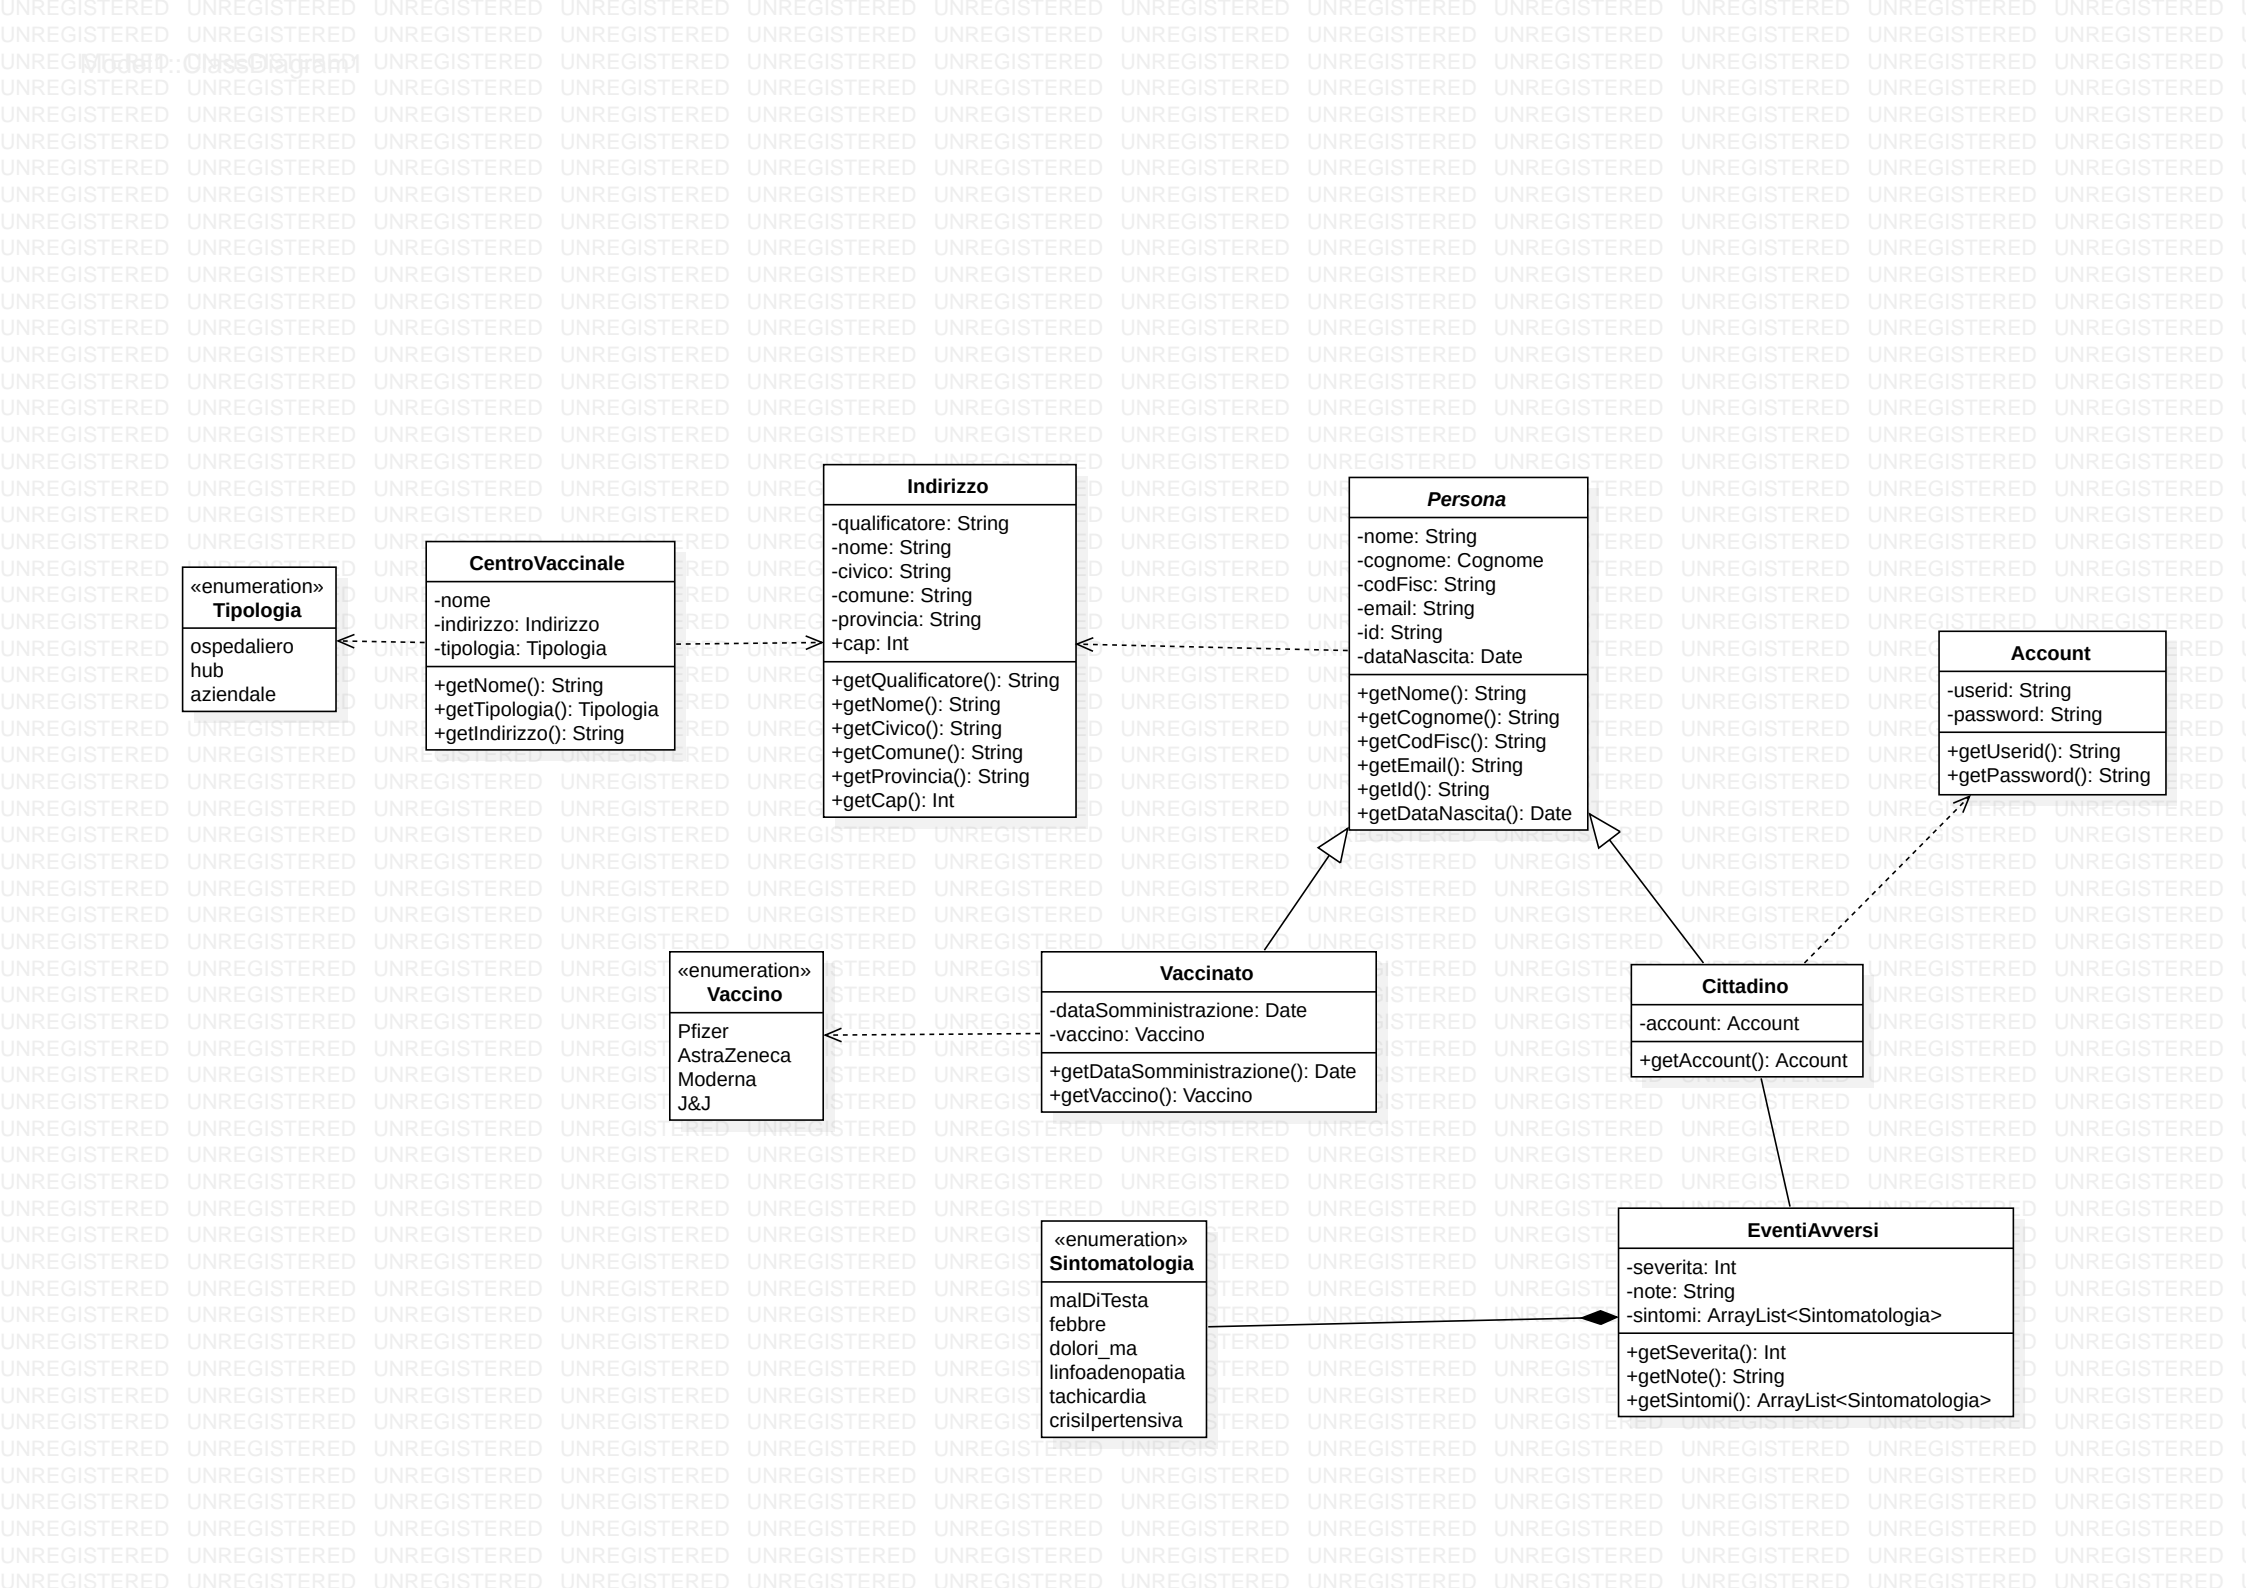 Model1::ClassDiagram1
«enumeration»
Tipologia
ospedaliero
hub
aziendale
CentroVaccinale
-nome
-indirizzo: Indirizzo
-tipologia: Tipologia
+getNome(): String
+getTipologia(): Tipologia
+getIndirizzo(): String
Indirizzo
-qualificatore: String
-nome: String
-civico: String
-comune: String
-provincia: String
+cap: Int
+getQualificatore(): String
+getNome(): String
+getCivico(): String
+getComune(): String
+getProvincia(): String
+getCap(): Int
Persona
-nome: String
-cognome: Cognome
-codFisc: String
-email: String
-id: String
-dataNascita: Date
+getNome(): String
+getCognome(): String
+getCodFisc(): String
+getEmail(): String
+getId(): String
+getDataNascita(): Date
Account
-userid: String
-password: String
+getUserid(): String
+getPassword(): String
«enumeration»
Vaccino
Pfizer
AstraZeneca
Moderna
J&J
Vaccinato
-dataSomministrazione: Date
-vaccino: Vaccino
+getDataSomministrazione(): Date
+getVaccino(): Vaccino
Cittadino
-account: Account
+getAccount(): Account
«enumeration»
Sintomatologia
malDiTesta
febbre
dolori_ma
linfoadenopatia
tachicardia
crisiIpertensiva
EventiAvversi
-severita: Int
-note: String
-sintomi: ArrayList<Sintomatologia>
+getSeverita(): Int
+getNote(): String
+getSintomi(): ArrayList<Sintomatologia>
UNREGISTERED